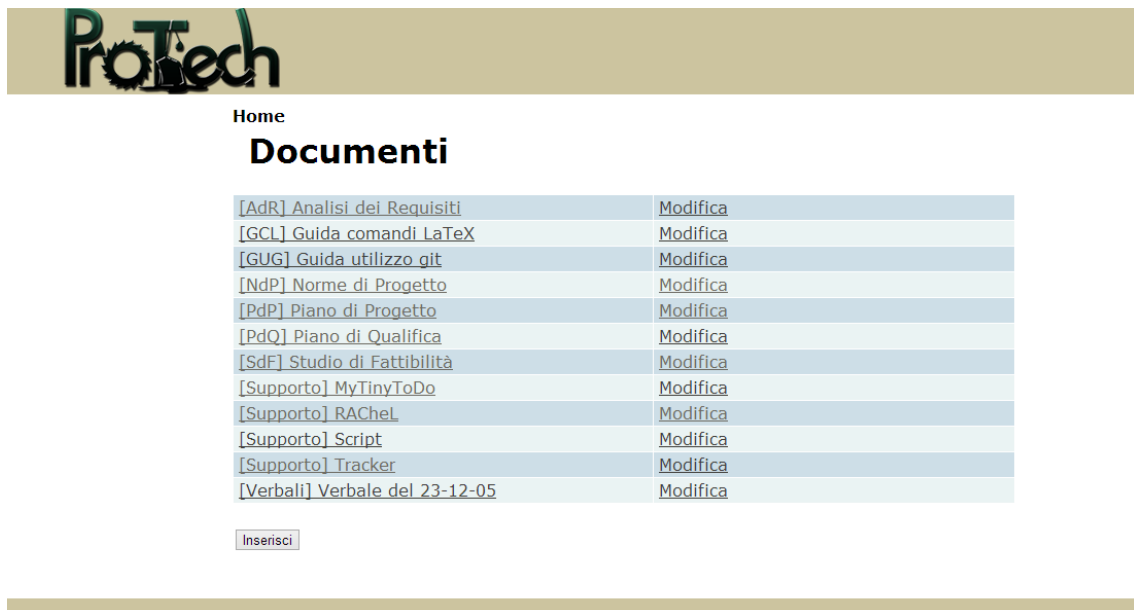 ProTech
Home
Documenti
[AdR] Analisi dei Requisiti Modifica
[GCL] Guida comandi LaTeX Modifica
[GUG] Guida utilizzo git Modifica
[NdP] Norme di Progetto Modifica
[PdP] Piano di Progetto Modifica
[PdQ] Piano di Qualifica Modifica
[SdF] Studio di Fattibilità Modifica
[Supporto] MyTinyToDo Modifica
[Supporto] RACheL Modifica
[Supporto] Script Modifica
[Supporto] Tracker Modifica
[Verbali] Verbale del 23-12-05 Modifica
Inserisci